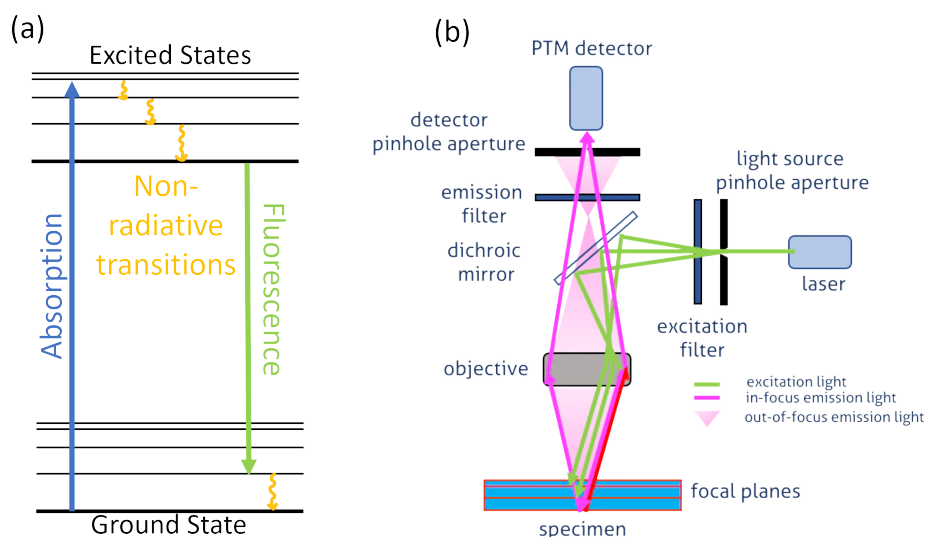 (a)
Excited States
Absorption
Non-
radiative
transitions
Fluorescence
Ground State
(b)
PTM detector
detector
pinhole aperture
emission
filter
dichroic
mirror
light source
pinhole aperture
laser
excitation
filter
objective
excitation light
in-focus emission light
out-of-focus emission light
focal planes
specimen